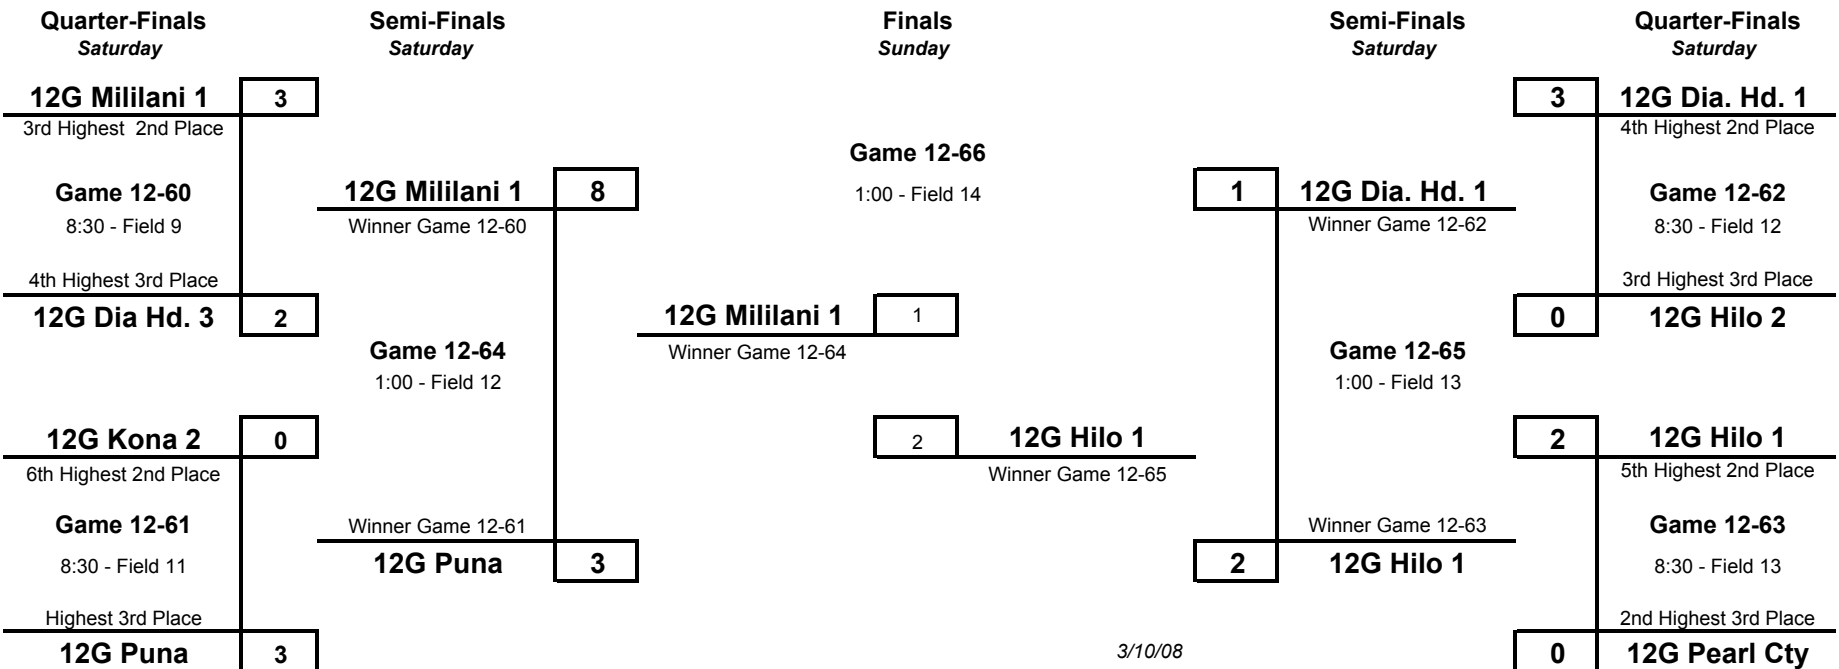 Quarter-Finals
Saturday
Semi-Finals
Saturday
Finals
Sunday
Semi-Finals
Saturday
Quarter-Finals
Saturday
12G Mililani 1 3
3rd Highest 2nd Place
Game 12-60
8:30 - Field 9
4th Highest 3rd Place
12G Dia Hd. 3 2
12G Kona 2 0
6th Highest 2nd Place
Game 12-61
8:30 - Field 11
Highest 3rd Place
12G Puna 3
12G Mililani 1 8
Winner Game 12-60
Game 12-64
1:00 - Field 12
Winner Game 12-61
12G Puna 3
Game 12-66
1:00 - Field 14
12G Mililani 1 1
Winner Game 12-64
2 12G Hilo 1
Winner Game 12-65
3/10/08
1 12G Dia. Hd. 1
Winner Game 12-62
Game 12-65
1:00 - Field 13
Winner Game 12-63
2 12G Hilo 1
3 12G Dia. Hd. 1
4th Highest 2nd Place
Game 12-62
8:30 - Field 12
3rd Highest 3rd Place
0 12G Hilo 2
2 12G Hilo 1
5th Highest 2nd Place
Game 12-63
8:30 - Field 13
2nd Highest 3rd Place
0 12G Pearl Cty